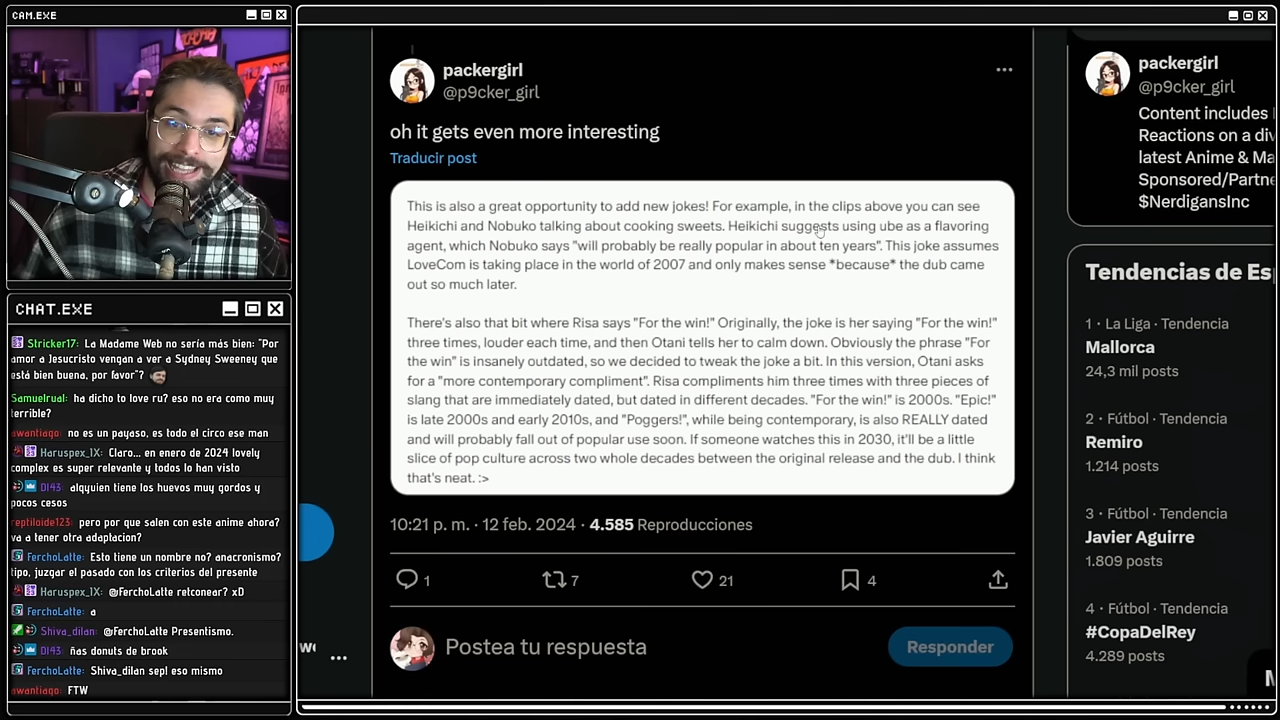 CAM.EXE
CHAT.EXE
Stricker17: La Madame Web no sería más bien: "Por
amor a Jesucristo vengan a ver a Sydney Sweeney que
está bien buena, por favor"?
Samuelrual: ha dicho to love ru? eso no era como muy
terrible?
awantiago: no es un payaso, es todo el circo ese man
Haruspex_1X: Claro... en enero de 2024 lovely
complex es super relevante y todos lo han visto
D143: alqyuien tiene los huevos muy gordos y
pocos cesos
reptiloide123: pero por que salen con este anime ahora?
va a tener otra adaptacion?
FerchoLatte: Esto tiene un nombre no? anacronismo?
tipo, juzgar el pasado con los criterios del presente
Haruspex_1X: @FerchoLatte retconear? xD
FerchoLatte: a
Shiva_dilan: @FerchoLatte Presentismo.
D143: ñas donuts de brook
FerchoLatte: Shiva_dilan sepl eso mismo
awantiago: FTW
packergirl
@p9cker_girl
oh it gets even more interesting
Traducir post
This is also a great opportunity to add new jokes! For example, in the clips above you can see
Heikichi and Nobuko talking about cooking sweets. Heikichi suggests using ube as a flavoring
agent, which Nobuko says "will probably be really popular in about ten years". This joke assumes
LoveCom is taking place in the world of 2007 and only makes sense *because* the dub came
out so much later.
There's also that bit where Risa says "For the win!" Originally, the joke is her saying "For the win!"
three times, louder each time, and then Otani tells her to calm down. Obviously the phrase "For
the win" is insanely outdated, so we decided to tweak the joke a bit. In this version, Otani asks
for a "more contemporary compliment". Risa compliments him three times with three pieces of
slang that are immediately dated, but dated in different decades. "For the win!" is 2000s. "Epic!"
is late 2000s and early 2010s, and "Poggers!", while being contemporary, is also REALLY dated
and will probably fall out of popular use soon. If someone watches this in 2030, it'll be a little
slice of pop culture across two whole decades between the original release and the dub. I think
that's neat. :>
10:21 p. m. · 12 feb. 2024 · 4.585 Reproducciones
1
7
21
4
Postea tu respuesta
Responder
packergirl
@p9cker_girl
Content includes
Reactions on a div
latest Anime & Ma
Sponsored/Partne
$NerdigansInc
Tendencias de Es
1 · La Liga · Tendencia
Mallorca
24,3 mil posts
2 · Fútbol · Tendencia
Remiro
1.214 posts
3 · Fútbol · Tendencia
Javier Aguirre
1.809 posts
4 · Fútbol · Tendencia
#CopaDelRey
4.289 posts